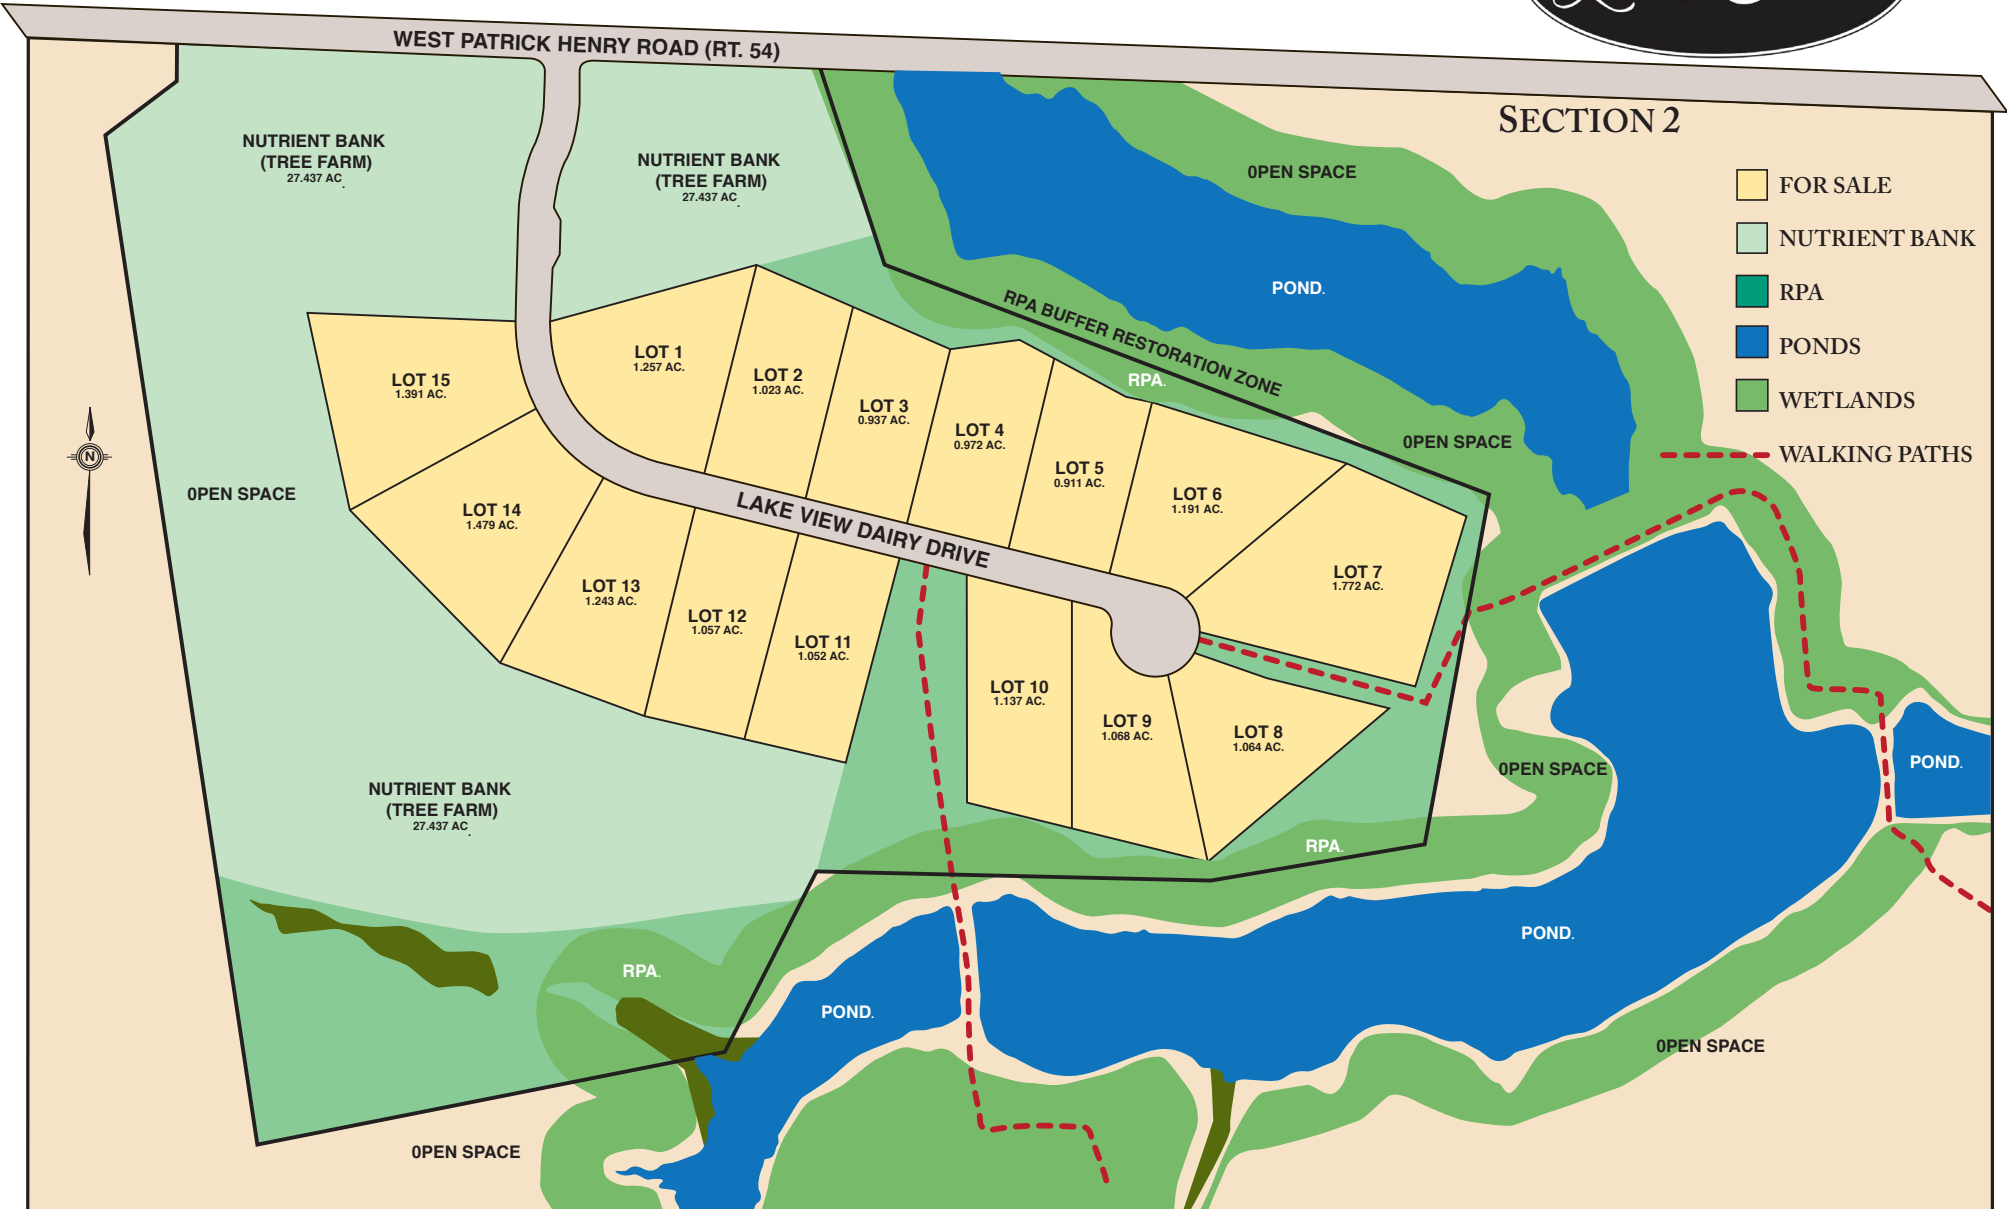 WEST PATRICK HENRY ROAD (RT. 54)
SECTION 2
NUTRIENT BANK
(TREE FARM)
27.437 AC.
NUTRIENT BANK
(TREE FARM)
27.437 AC.
0PEN SPACE
POND.
FOR SALE
NUTRIENT BANK
RPA
PONDS
WETLANDS
WALKING PATHS
RPA BUFFER RESTORATION ZONE
RPA.
0PEN SPACE
LOT 1
1.257 AC.
LOT 2
1.023 AC.
LOT 3
0.937 AC.
LOT 4
0.972 AC.
LOT 5
0.911 AC.
LOT 6
1.191 AC.
LOT 7
1.772 AC.
LOT 15
1.391 AC.
LOT 14
1.479 AC.
LOT 13
1.243 AC.
LOT 12
1.057 AC.
LOT 11
1.052 AC.
LAKE VIEW DAIRY DRIVE
LOT 10
1.137 AC.
LOT 9
1.068 AC.
LOT 8
1.064 AC.
N
0PEN SPACE
0PEN SPACE
POND.
NUTRIENT BANK
(TREE FARM)
27.437 AC.
RPA.
POND.
RPA.
POND.
0PEN SPACE
0PEN SPACE